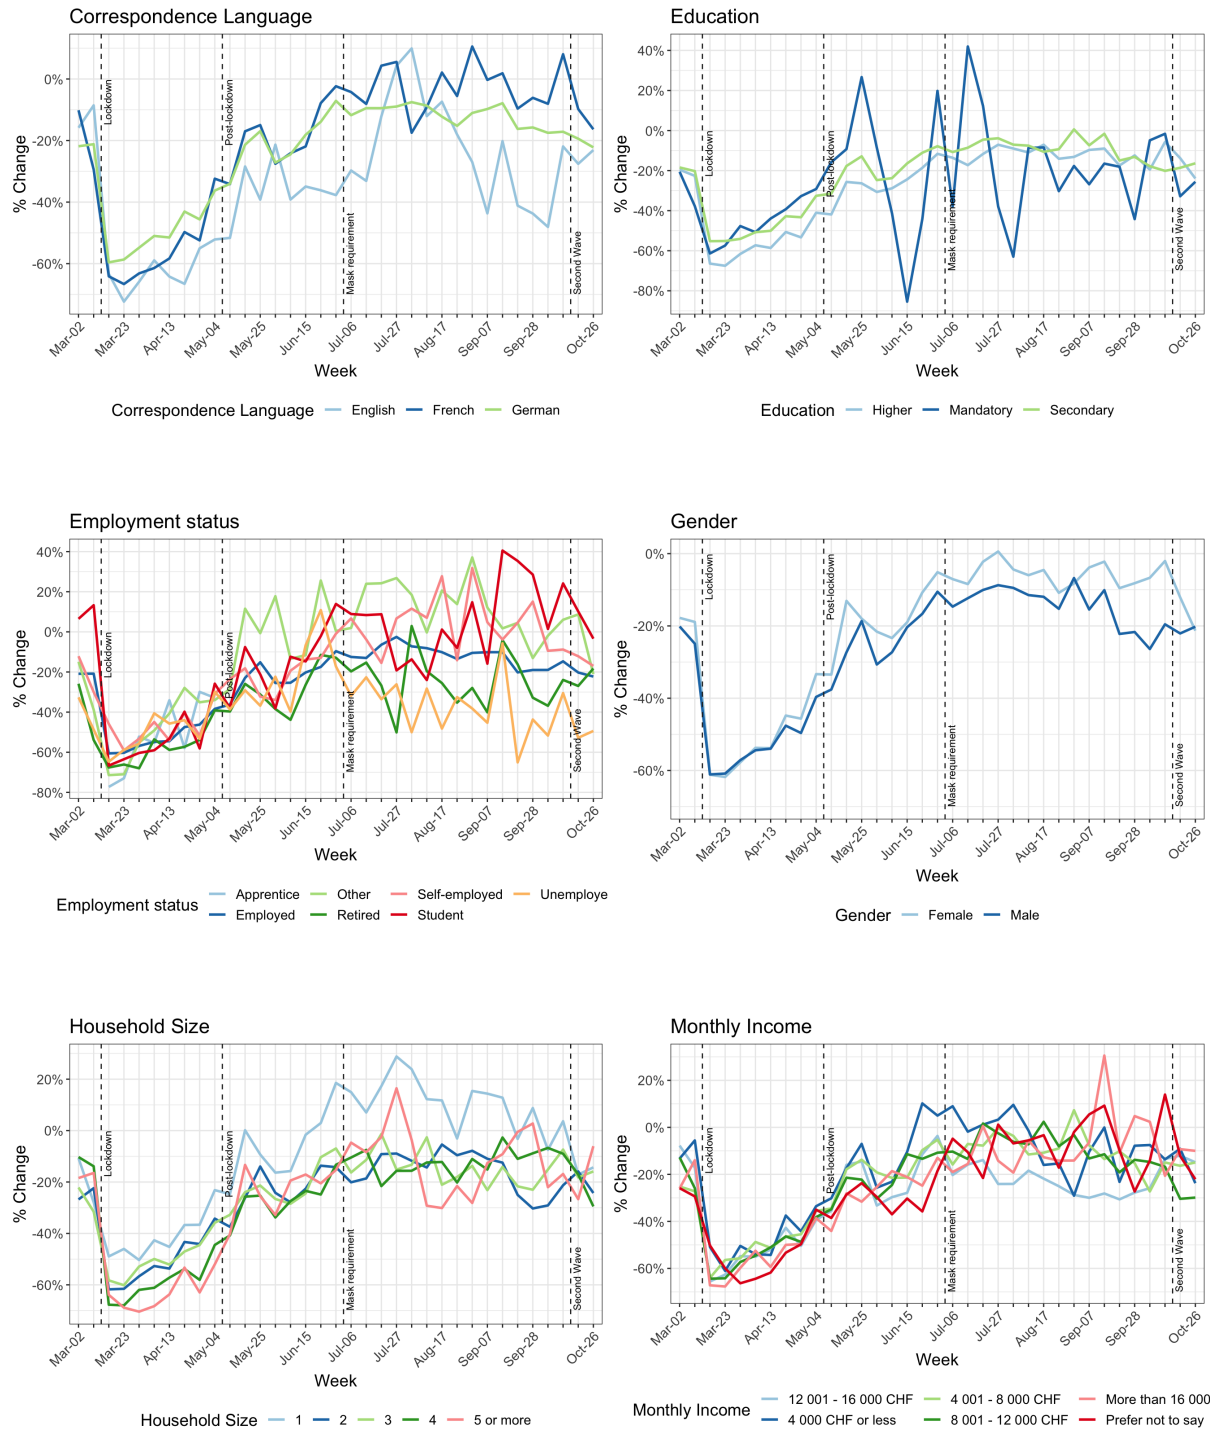 Correspondence Language
Education
% Change
0%
-20%
-40%
-60%
Lockdown
Post-lockdown
Mask requirement
Second Wave
Mar-02
Mar-23
Apr-13
May-04
May-25
Jun-15
Jul-06
Jul-27
Aug-17
Sep-07
Sep-28
Oct-26
Week
Correspondence Language English French German
% Change
40%
20%
0%
-20%
-40%
-60%
-80%
Lockdown
Post-lockdown
Mask requirement
Second Wave
Mar-02
Mar-23
Apr-13
May-04
May-25
Jun-15
Jul-06
Jul-27
Aug-17
Sep-07
Sep-28
Oct-26
Week
Education Higher Mandatory Secondary
Employment status
Gender
% Change
40%
20%
0%
-20%
-40%
-60%
-80%
Lockdown
Post-lockdown
Mask requirement
Second Wave
Mar-02
Mar-23
Apr-13
May-04
May-25
Jun-15
Jul-06
Jul-27
Aug-17
Sep-07
Sep-28
Oct-26
Week
Employment status
Apprentice Other Self-employed Unemploye
Employed Retired Student
% Change
0%
-20%
-40%
-60%
Lockdown
Post-lockdown
Mask requirement
Second Wave
Mar-02
Mar-23
Apr-13
May-04
May-25
Jun-15
Jul-06
Jul-27
Aug-17
Sep-07
Sep-28
Oct-26
Week
Gender Female Male
Household Size
Monthly Income
% Change
20%
0%
-20%
-40%
-60%
Lockdown
Post-lockdown
Mask requirement
Second Wave
Mar-02
Mar-23
Apr-13
May-04
May-25
Jun-15
Jul-06
Jul-27
Aug-17
Sep-07
Sep-28
Oct-26
Week
Household Size 1 2 3 4 5 or more
% Change
20%
0%
-20%
-40%
-60%
Lockdown
Post-lockdown
Mask requirement
Second Wave
Mar-02
Mar-23
Apr-13
May-04
May-25
Jun-15
Jul-06
Jul-27
Aug-17
Sep-07
Sep-28
Oct-26
Week
Monthly Income
12 001 - 16 000 CHF 4 001 - 8 000 CHF More than 16 000
4 000 CHF or less 8 001 - 12 000 CHF Prefer not to say